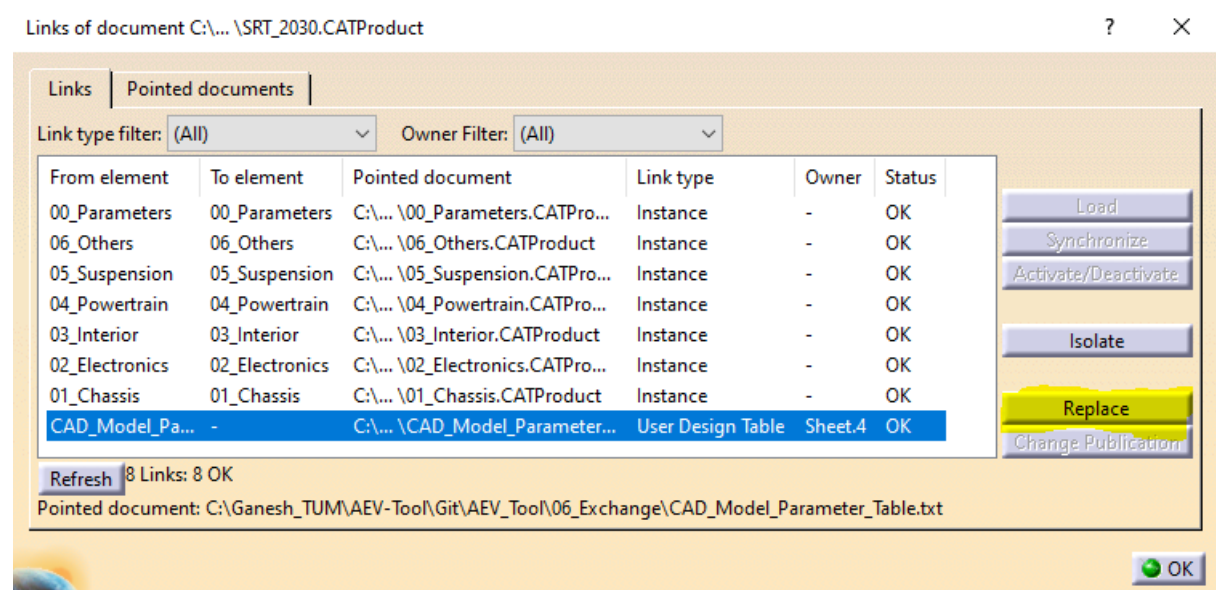 Links of document C:\... \SRT_2030.CATProduct ? ×
Links Pointed documents
Link type filter: (All) Owner Filter: (All)
From element To element Pointed document Link type Owner Status
00_Parameters 00_Parameters C:\... \00_Parameters.CATPro... Instance - OK
06_Others 06_Others C:\... \06_Others.CATProduct Instance - OK
05_Suspension 05_Suspension C:\... \05_Suspension.CATPro... Instance - OK
04_Powertrain 04_Powertrain C:\... \04_Powertrain.CATPro... Instance - OK
03_Interior 03_Interior C:\... \03_Interior.CATProduct Instance - OK
02_Electronics 02_Electronics C:\... \02_Electronics.CATPro... Instance - OK
01_Chassis 01_Chassis C:\... \01_Chassis.CATProduct Instance - OK
CAD_Model_Pa... - C:\... \CAD_Model_Parameter... User Design Table Sheet.4 OK
Load
Synchronize
Activate/Deactivate
Isolate
Replace
Change Publication
Refresh 8 Links: 8 OK
Pointed document: C:\Ganesh_TUM\AEV-Tool\Git\AEV_Tool\06_Exchange\CAD_Model_Parameter_Table.txt
OK